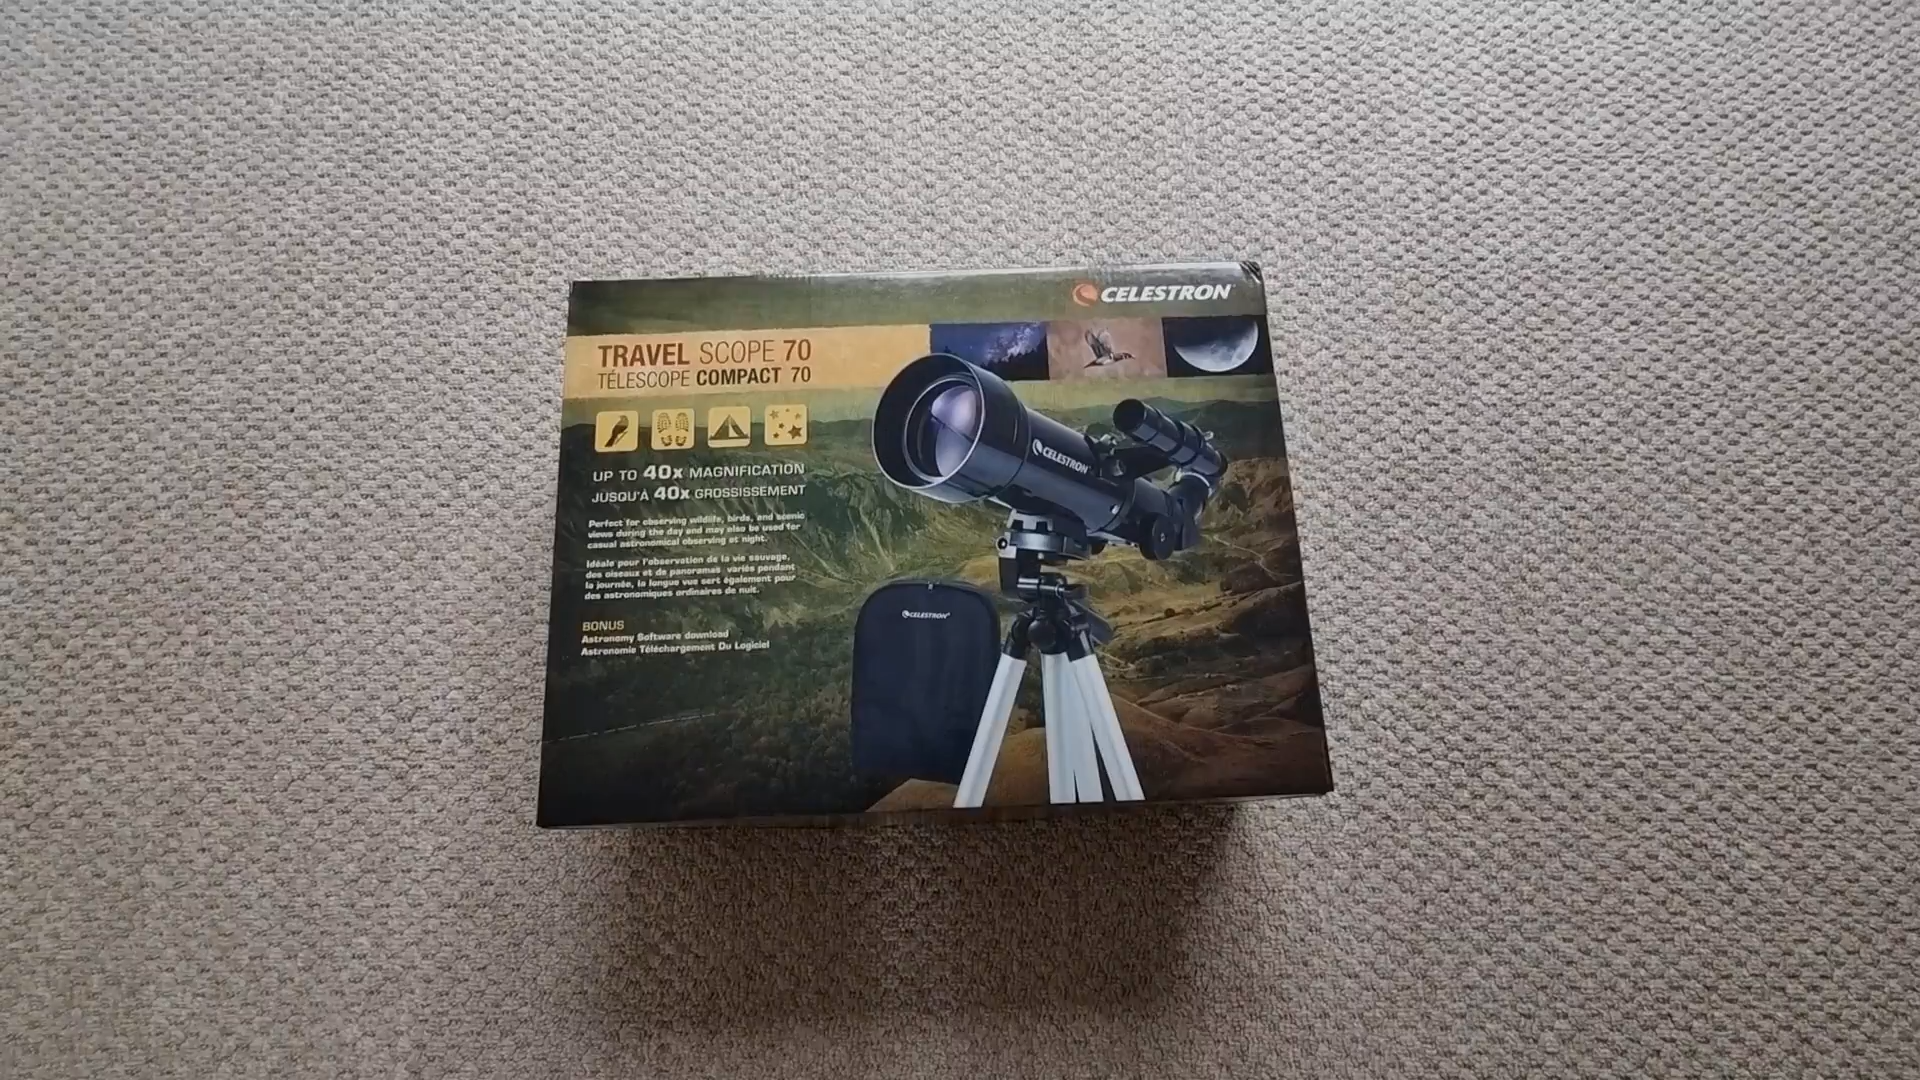 CELESTRON
TRAVEL SCOPE 70
TÉLESCOPE COMPACT 70
CELESTRON
UP TO 40x MAGNIFICATION
JUSQU'À 40x GROSSISSEMENT
Perfect for observing wildlife, birds, and scenic
views during the day and may also be used for
casual astronomical observing at night.
Idéale pour l'observation de la vie sauvage,
des oiseaux et de panoramas variés pendant
la journée, la longue vue sert également pour
des astronomiques ordinaires de nuit.
CELESTRON
BONUS
Astronomy Software download
Astronomie Téléchargement Du Logiciel